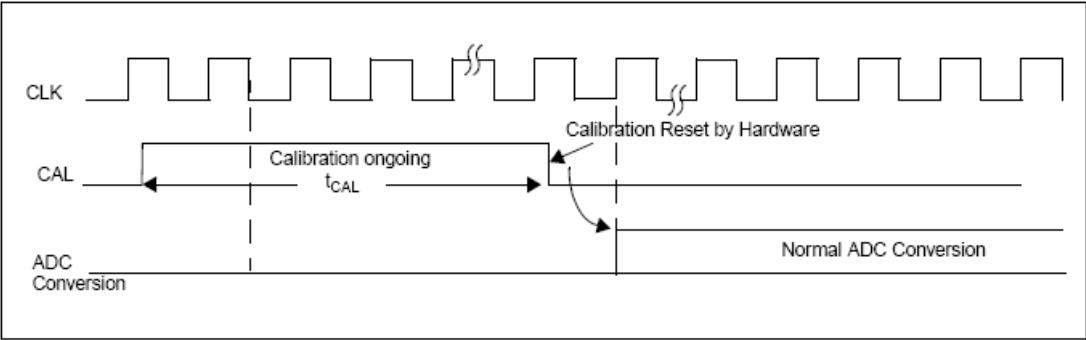 CLK
Calibration Reset by Hardware
CAL
Calibration ongoing
tCAL
Normal ADC Conversion
ADC
Conversion